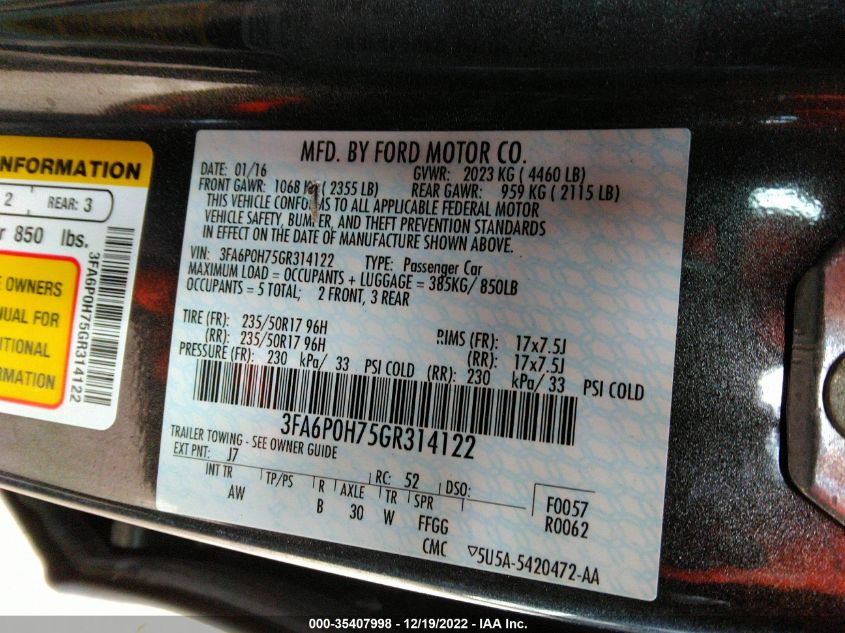 INFORMATION
2
REAR: 3
850 lbs.
OWNERS
MANUAL FOR
3FA6P0H75GR314122
MFD. BY FORD MOTOR CO.
DATE: 01/16
GVWR: 2023 KG ( 4460 LB)
FRONT GAWR: 1068 KG ( 2355 LB)
REAR GAWR: 959 KG ( 2115 LB)
THIS VEHICLE CONFORMS TO ALL APPLICABLE FEDERAL MOTOR
VEHICLE SAFETY, BUMPER, AND THEFT PREVENTION STANDARDS
IN EFFECT ON THE DATE OF MANUFACTURE SHOWN ABOVE.
VIN: 3FA6P0H75GR314122
TYPE: Passenger Car
MAXIMUM LOAD = OCCUPANTS + LUGGAGE = 385KG/ 850LB
OCCUPANTS = 5 TOTAL; 2 FRONT, 3 REAR
TIRE (FR): 235/50R17 96H
RIMS (FR): 17x7.5J
(RR): 235/50R17 96H
(RR): 17x7.5J
PRESSURE (FR): 230 kPa/ 33 PSI COLD (RR): 230 kPa/ 33 PSI COLD
3FA6P0H75GR314122
TRAILER TOWING - SEE OWNER GUIDE
EXT PNT: J7 RC: 52 DSO:
INT TR TP/PS R AXLE TR SPR
AW B 30 W FFGG
F0057
R0062
CMC ▽5U5A-5420472-AA
000-35407998 • 12/19/2022 - IAA Inc.